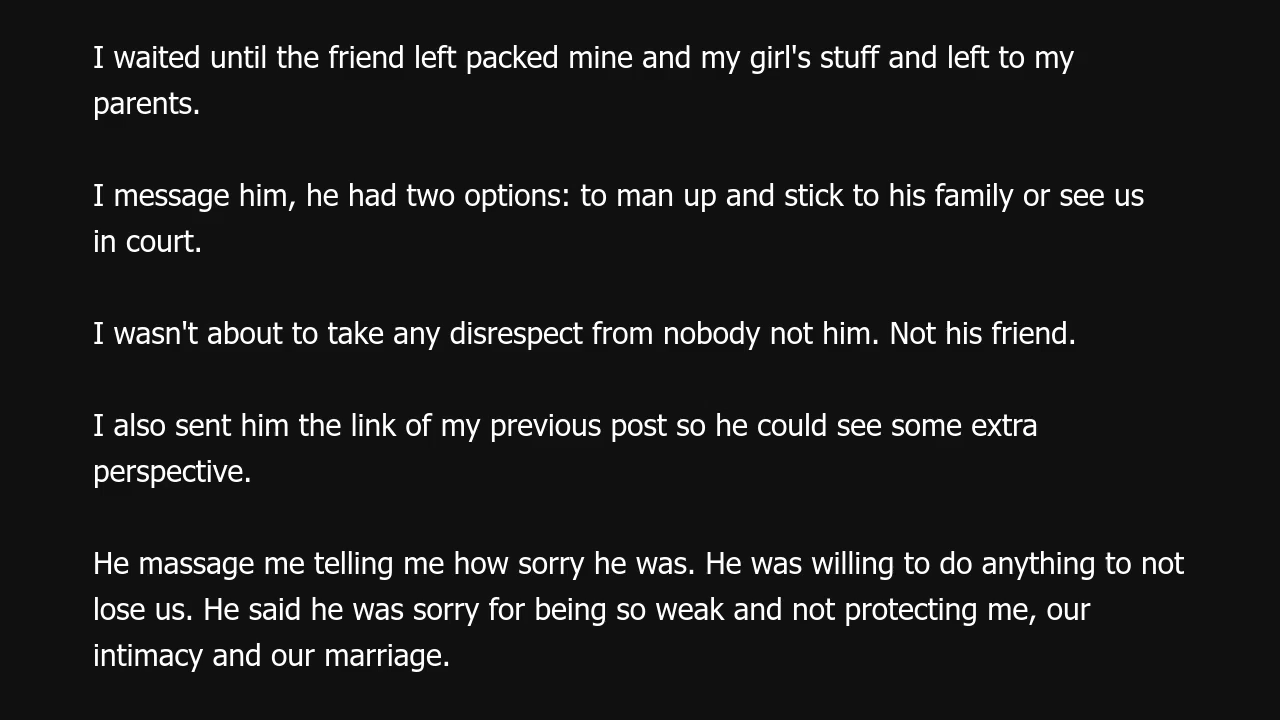 I waited until the friend left packed mine and my girl's stuff and left to my
parents.
I message him, he had two options: to man up and stick to his family or see us
in court.
I wasn't about to take any disrespect from nobody not him. Not his friend.
I also sent him the link of my previous post so he could see some extra
perspective.
He massage me telling me how sorry he was. He was willing to do anything to not
lose us. He said he was sorry for being so weak and not protecting me, our
intimacy and our marriage.